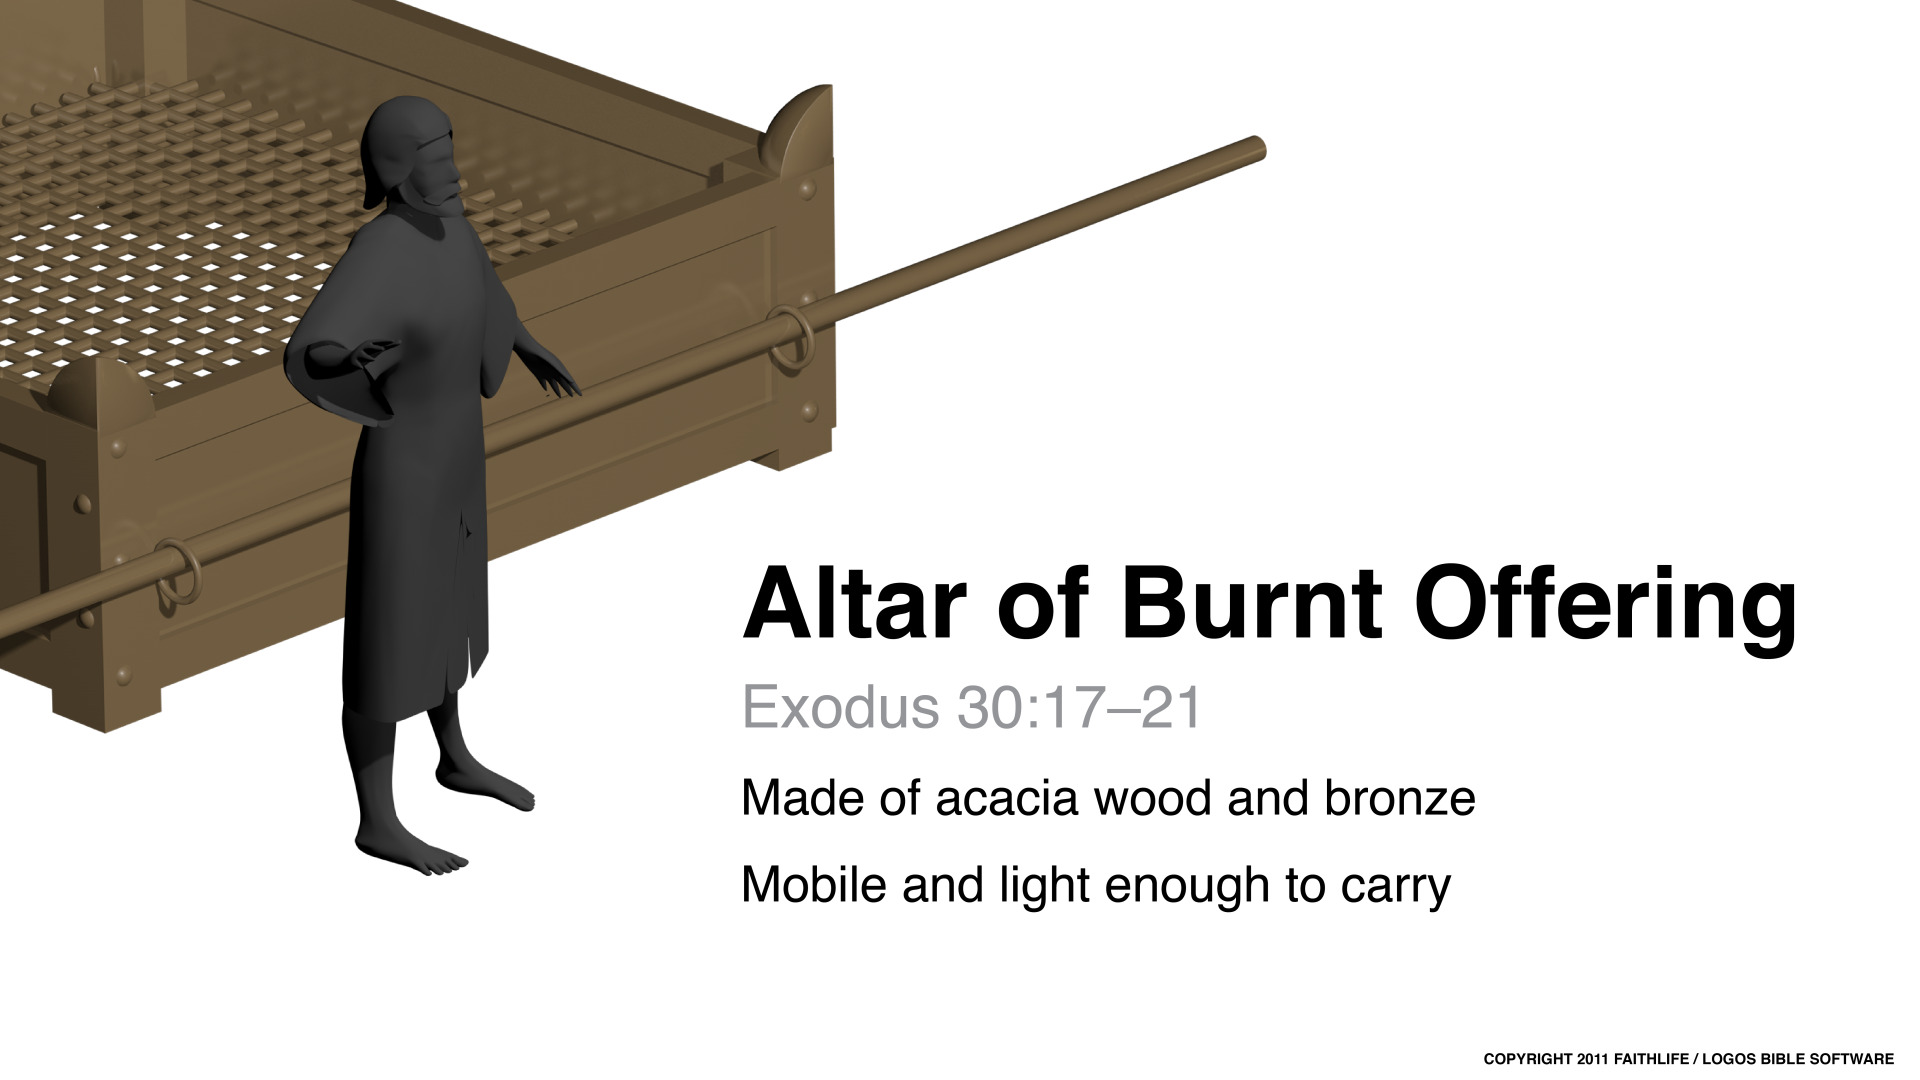 Altar of Burnt Offering
Exodus 30:17–21
Made of acacia wood and bronze
Mobile and light enough to carry
COPYRIGHT 2011 FAITHLIFE / LOGOS BIBLE SOFTWARE